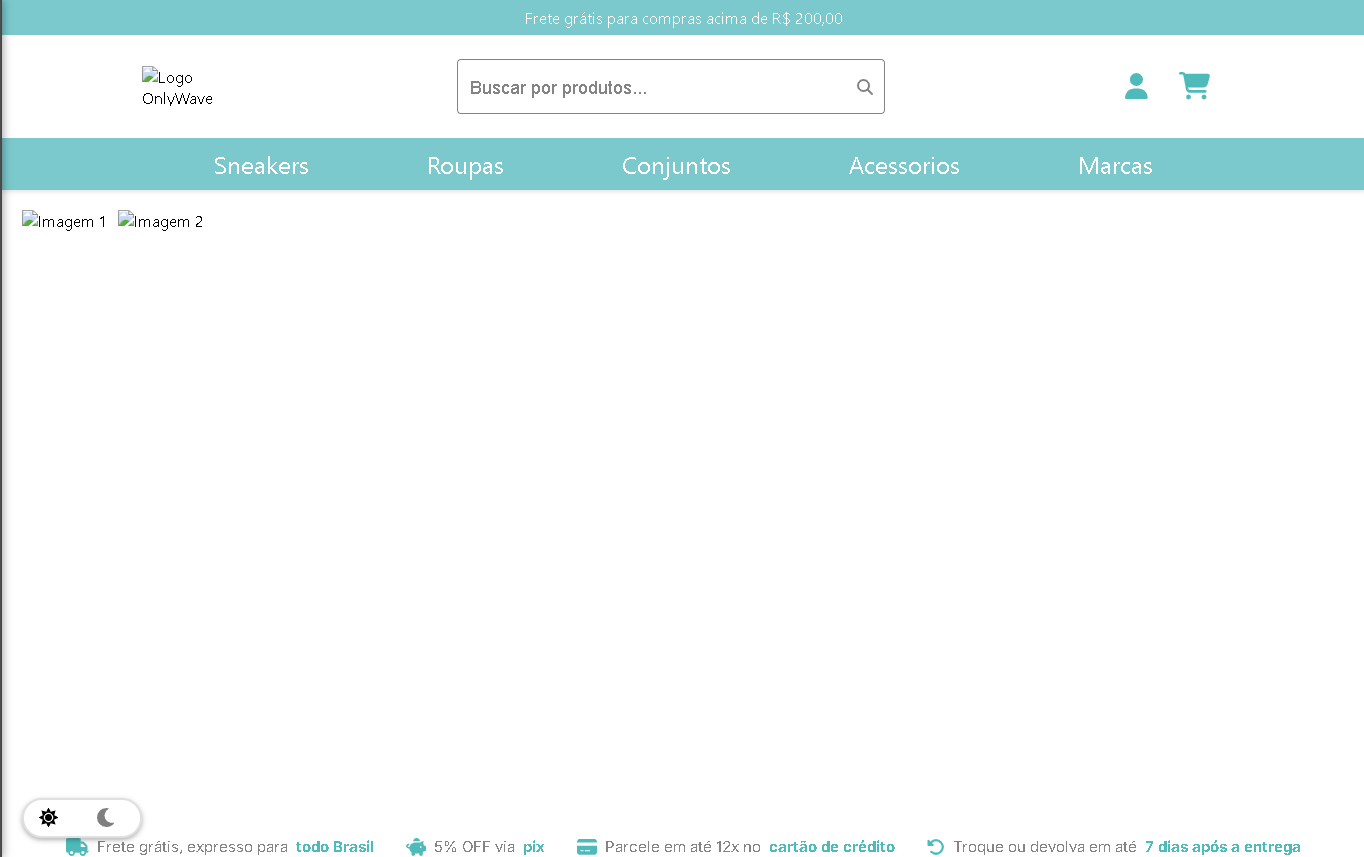 Frete grátis para compras acima de R$ 200,00
Logo
OnlyWave
Buscar por produtos...
Sneakers Roupas Conjuntos Acessorios Marcas
Imagem 1 Imagem 2
Frete grátis, expresso para todo Brasil 5% OFF via pix Parcele em até 12x no cartão de crédito Troque ou devolva em até 7 dias após a entrega